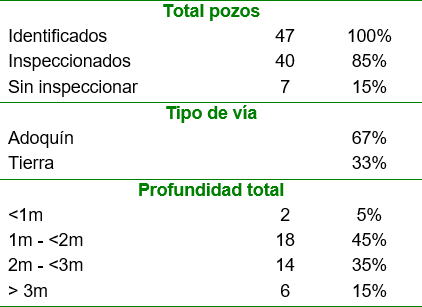 Total pozos
Identificados 47 100%
Inspeccionados 40 85%
Sin inspeccionar 7 15%
Tipo de vía
Adoquín 67%
Tierra 33%
Profundidad total
<1m 2 5%
1m - <2m 18 45%
2m - <3m 14 35%
> 3m 6 15%